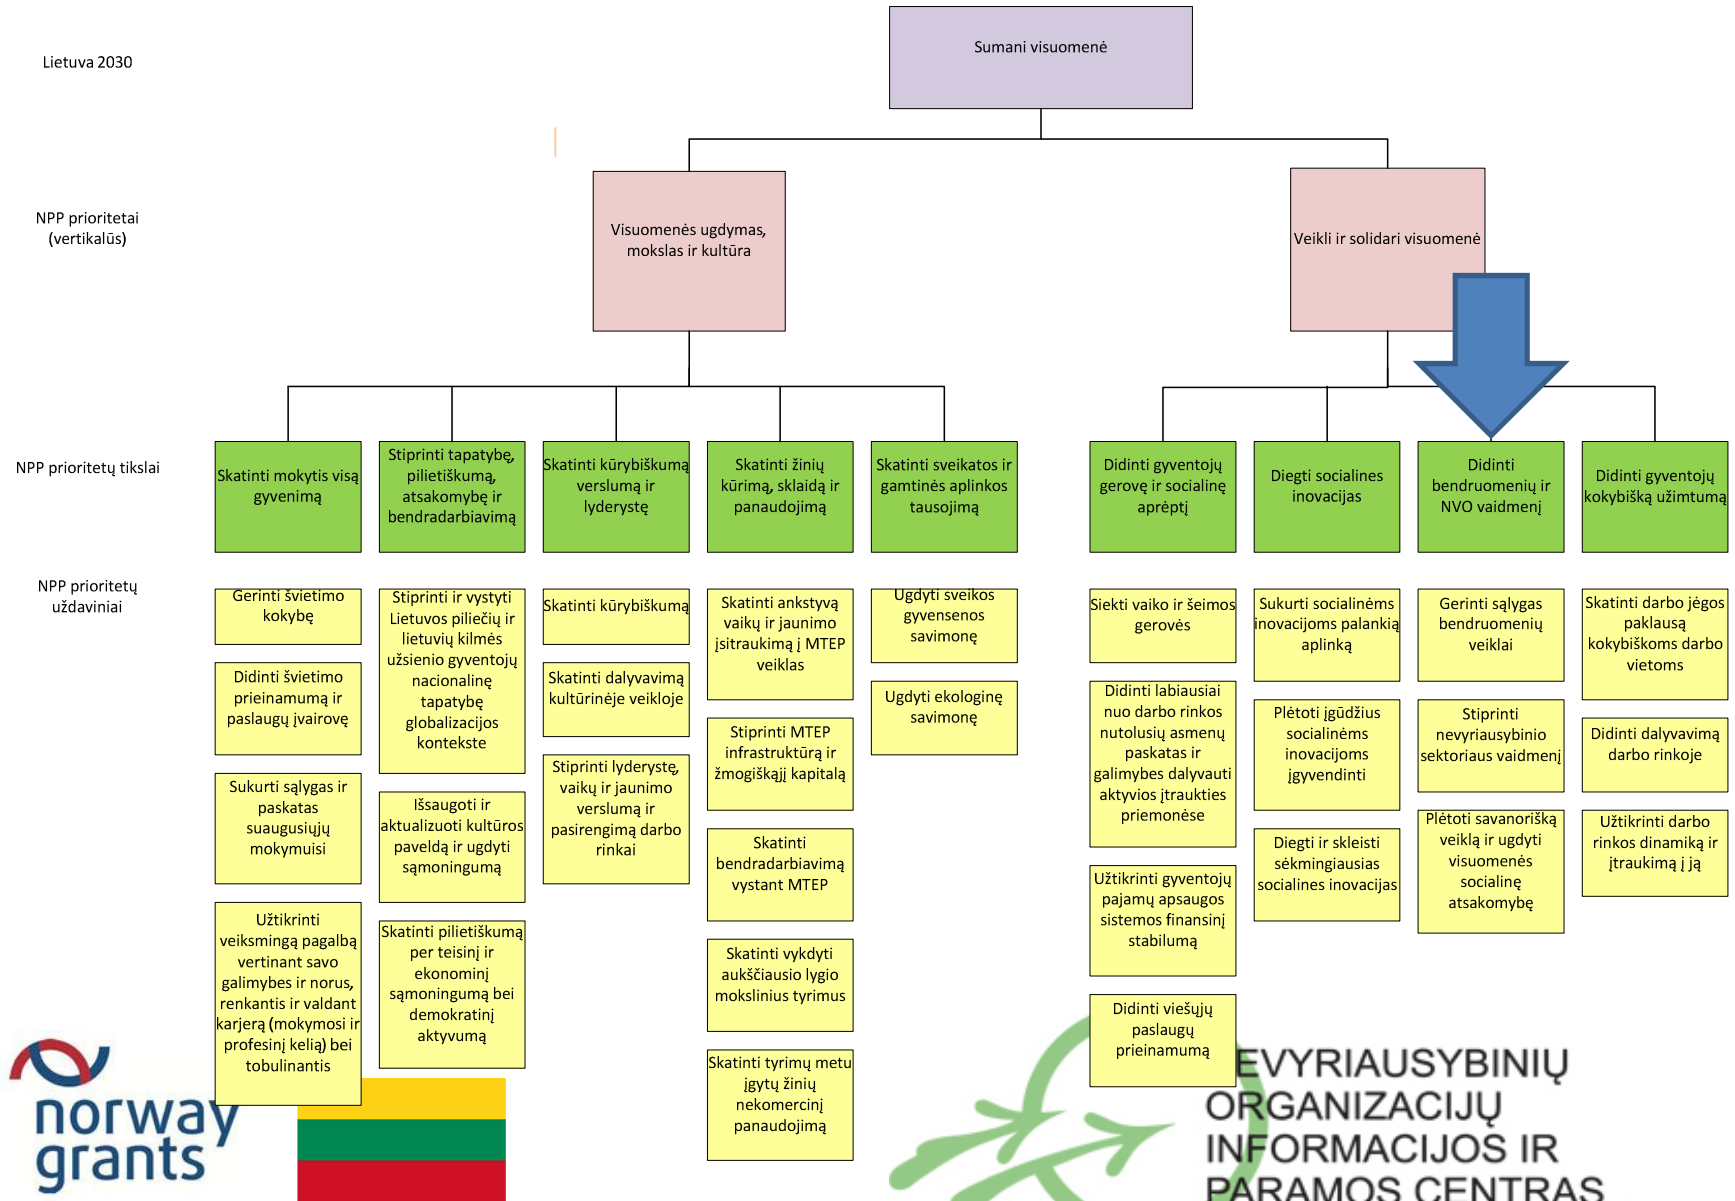 Lietuva 2030
Sumani visuomenė
NPP prioritetai
(vertikalūs)
Visuomenės ugdymas,
mokslas ir kultūra
Veikli ir solidari visuomenė
NPP prioritetų tikslai
Skatinti mokytis visą
gyvenimą
Stiprinti tapatybę,
pilietiškumą,
atsakomybę ir
bendradarbiavimą
Skatinti kūrybiškumą
verslumą ir
lyderystę
Skatinti žinių
kūrimą, sklaidą ir
panaudojimą
Skatinti sveikatos ir
gamtinės aplinkos
tausojimą
Didinti gyventojų
gerovę ir socialinę
aprėptį
Diegti socialines
inovacijas
Didinti
bendruomenių ir
NVO vaidmenį
Didinti gyventojų
kokybišką užimtumą
NPP prioritetų
uždaviniai
Gerinti švietimo
kokybę
Didinti švietimo
prieinamumą ir
paslaugų įvairovę
Sukurti sąlygas ir
paskatas
suaugusiųjų
mokymuisi
Užtikrinti
veiksmingą pagalbą
vertinant savo
galimybes ir norus,
renkantis ir valdant
karjerą (mokymosi ir
profesinį kelią) bei
tobulinantis
Stiprinti ir vystyti
Lietuvos piliečių ir
lietuvių kilmės
užsienio gyventojų
nacionalinę
tapatybę
globalizacijos
kontekste
Išsaugoti ir
aktualizuoti kultūros
paveldą ir ugdyti
sąmoningumą
Skatinti pilietiškumą
per teisinį ir
ekonominį
sąmoningumą bei
demokratinį
aktyvumą
Skatinti kūrybiškumą
Skatinti dalyvavimą
kultūrinėje veikloje
Stiprinti lyderystę,
vaikų ir jaunimo
verslumą ir
pasirengimą darbo
rinkai
Skatinti ankstyvą
vaikų ir jaunimo
įsitraukimą į MTEP
veiklas
Stiprinti MTEP
infrastruktūrą ir
žmogiškąjį kapitalą
Skatinti
bendradarbiavimą
vystant MTEP
Skatinti vykdyti
aukščiausio lygio
mokslinius tyrimus
Skatinti tyrimų metu
įgytų žinių
nekomercinį
panaudojimą
Ugdyti sveikos
gyvensenos
savimonę
Ugdyti ekologinę
savimonę
Siekti vaiko ir šeimos
gerovės
Didinti labiausiai
nuo darbo rinkos
nutolusių asmenų
paskatas ir
galimybes dalyvauti
aktyvios įtraukties
priemonėse
Užtikrinti gyventojų
pajamų apsaugos
sistemos finansinį
stabilumą
Didinti viešųjų
paslaugų
prieinamumą
Sukurti socialinėms
inovacijoms palankią
aplinką
Plėtoti įgūdžius
socialinėms
inovacijoms
įgyvendinti
Diegti ir skleisti
sėkmingiausias
socialines inovacijas
Gerinti sąlygas
bendruomenių
veiklai
Stiprinti
nevyriausybinio
sektoriaus vaidmenį
Plėtoti savanorišką
veiklą ir ugdyti
visuomenės
socialinę
atsakomybę
Skatinti darbo jėgos
paklausą
kokybiškoms darbo
vietoms
Didinti dalyvavimą
darbo rinkoje
Užtikrinti darbo
rinkos dinamiką ir
įtraukimą į ją
norway
grants
EVYRIAUSYBINIŲ
ORGANIZACIJŲ
INFORMACIJOS IR
PARAMOS CENTRAS